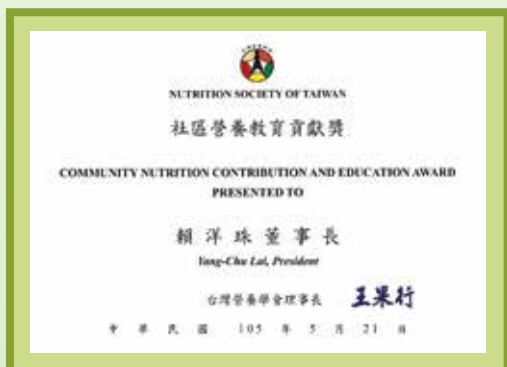 NUTRITION SOCIETY OF TAIWAN
社區營養教育貢獻獎
COMMUNITY NUTRITION CONTRIBUTION AND EDUCATION AWARD
PRESENTED TO
賴洋珠董事長
Yang-Chu Lai, President
台灣營養學會理事長 王果行
中華民國 105 年 5 月 21 日